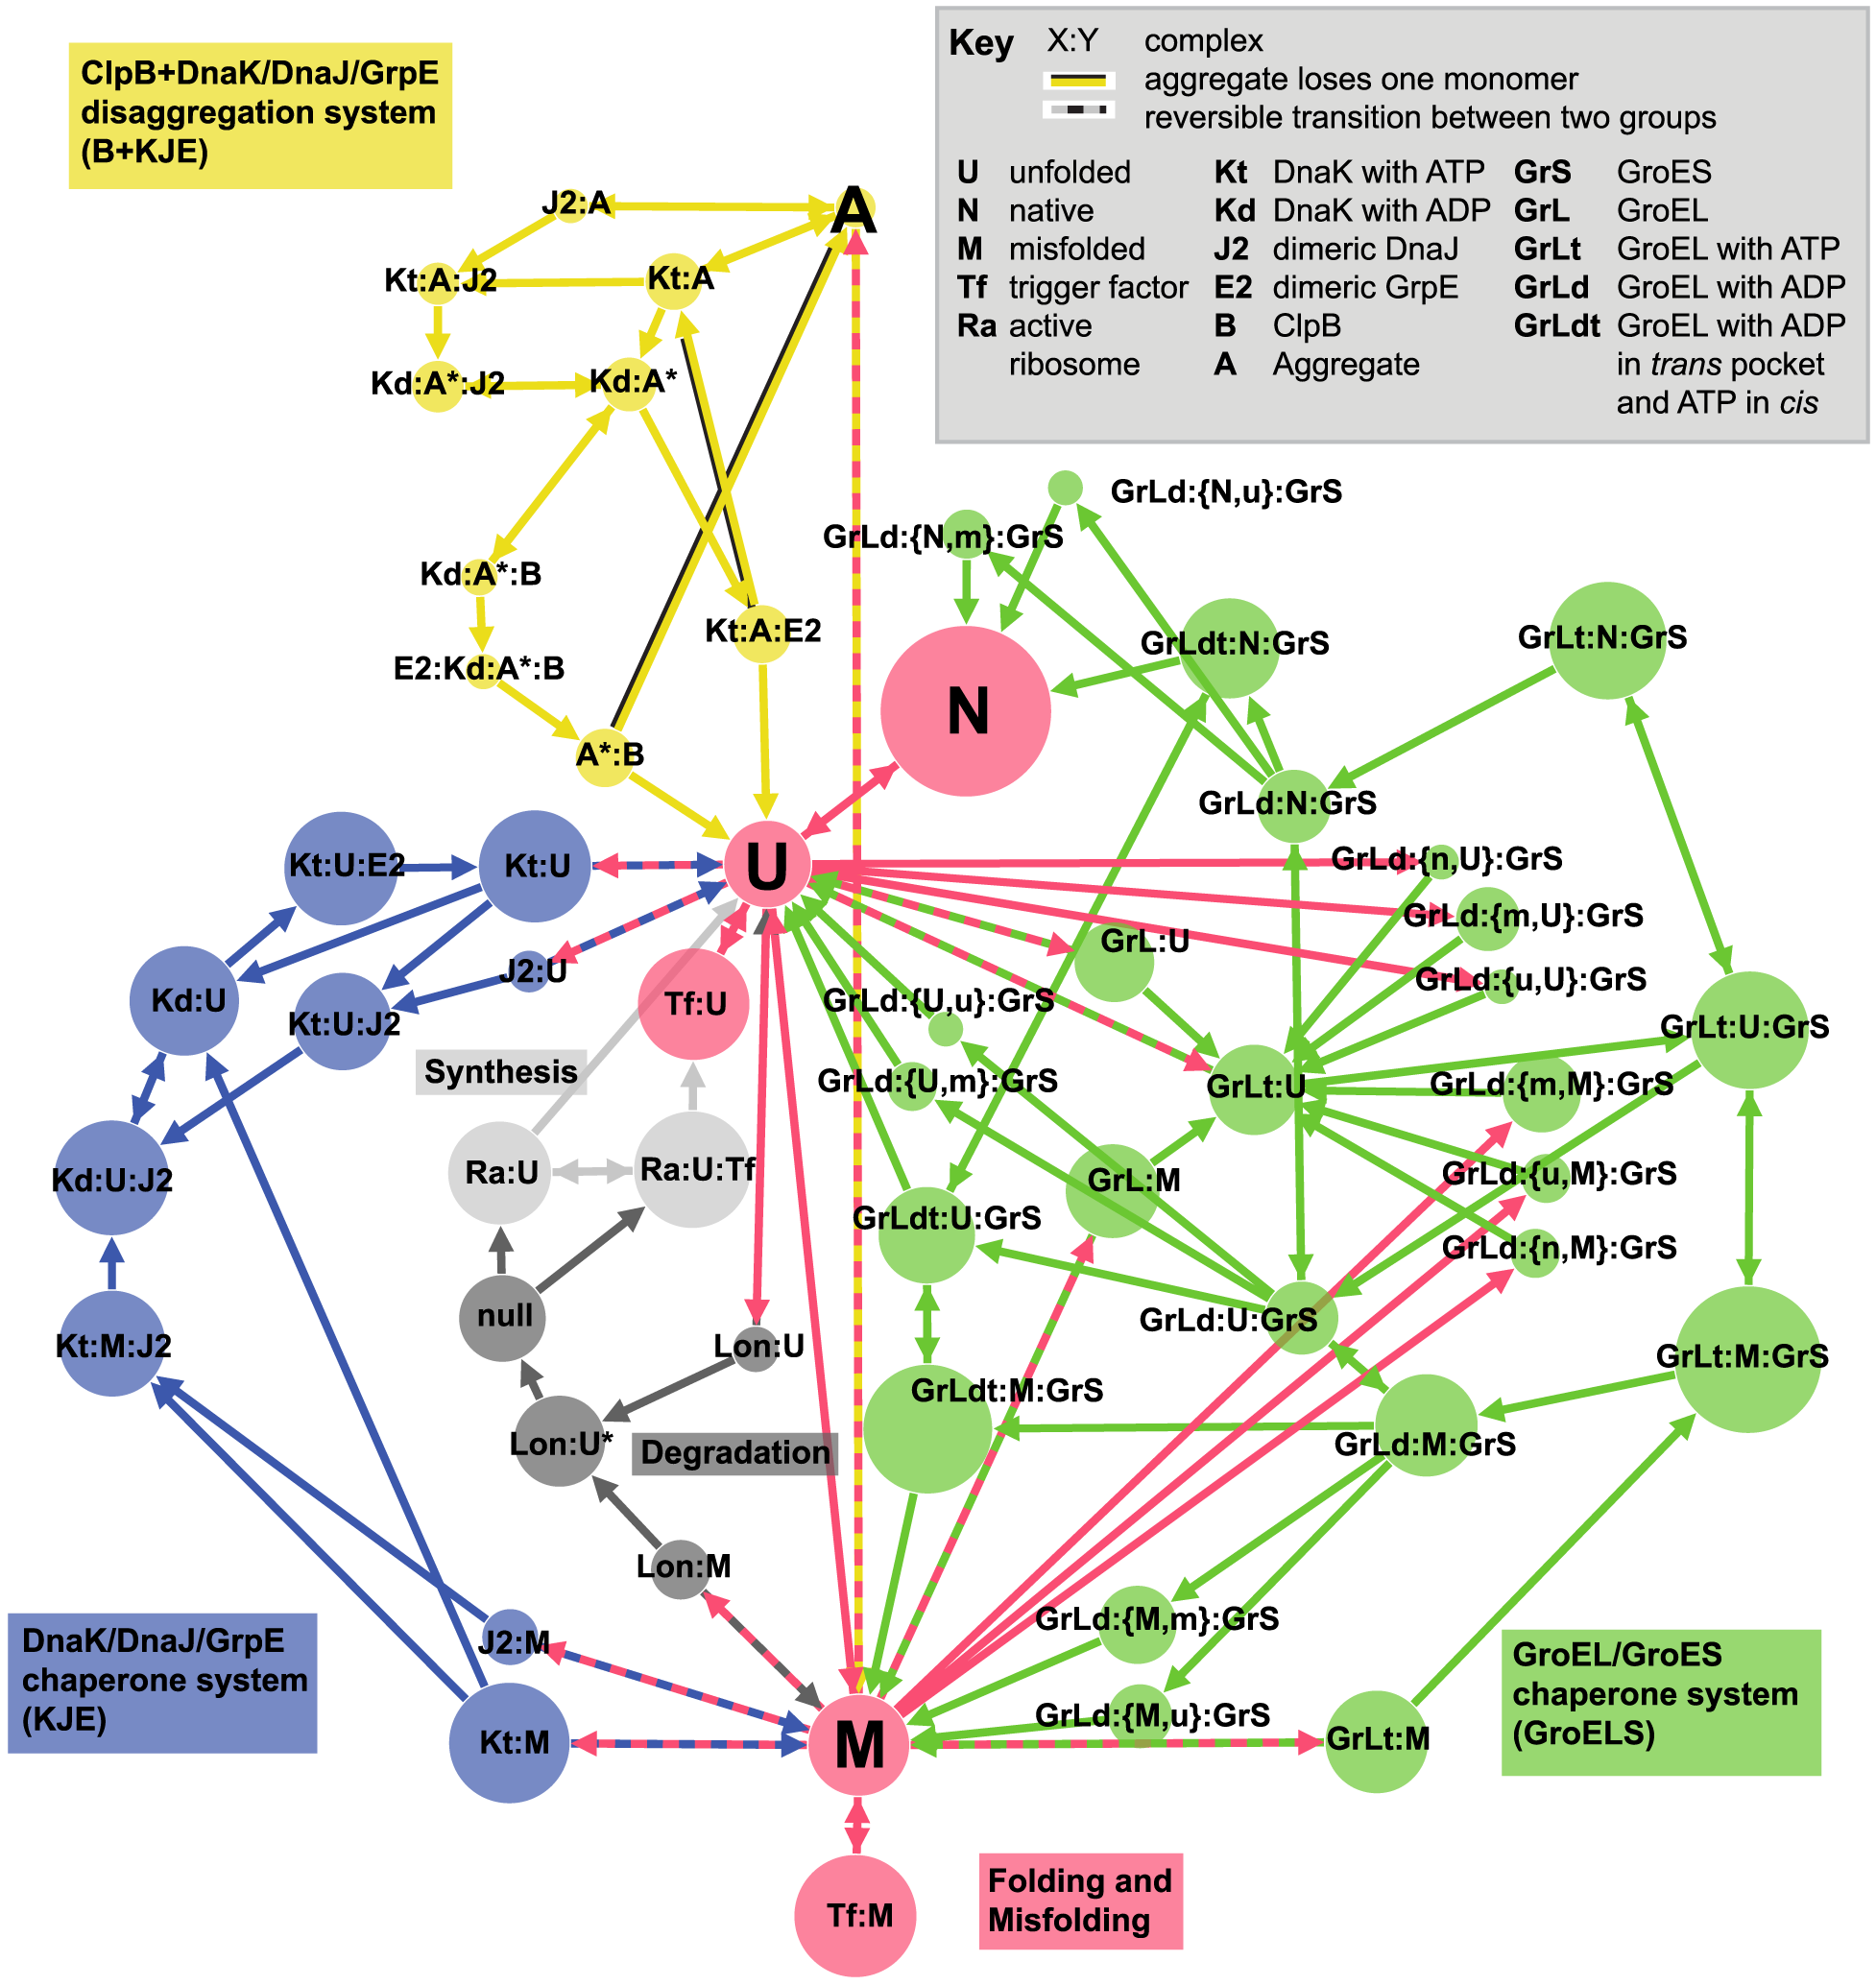 ClpB+DnaK/DnaJ/GrpE
disaggregation system
(B+KJE)
Key X:Y complex
aggregate loses one monomer
reversible transition between two groups
U unfolded Kt DnaK with ATP GrS GroES
N native Kd DnaK with ADP GrL GroEL
M misfolded J2 dimeric DnaJ GrLt GroEL with ATP
Tf trigger factor E2 dimeric GrpE GrLd GroEL with ADP
Ra active B ClpB GrLdt GroEL with ADP
ribosome A Aggregate in trans pocket
and ATP in cis
J2:A
A
Kt:A:J2
Kt:A
Kd:A*:J2
Kd:A*
GrLd:{N,u}:GrS
GrLd:{N,m}:GrS
Kd:A*:B
Kt:A:E2
GrLdt:N:GrS
GrLt:N:GrS
E2:Kd:A*:B
N
A*:B
GrLd:N:GrS
Kt:U:E2
Kt:U
U
GrLd:{n,U}:GrS
GrLd:{m,U}:GrS
GrL:U
J2:U
GrLd:{u,U}:GrS
Kd:U
Tf:U
GrLd:{U,u}:GrS
Kt:U:J2
GrLt:U:GrS
Synthesis
GrLd:{U,m}:GrS
GrLt:U
GrLd:{m,M}:GrS
Kd:U:J2
Ra:U
Ra:U:Tf
GrL:M
GrLd:{u,M}:GrS
GrLdt:U:GrS
GrLd:{n,M}:GrS
null
GrLd:U:GrS
Kt:M:J2
Lon:U
GrLt:M:GrS
GrLdt:M:GrS
Lon:U*
Degradation
GrLd:M:GrS
Lon:M
GrLd:{M,m}:GrS
DnaK/DnaJ/GrpE
chaperone system
(KJE)
J2:M
GroEL/GroES
chaperone system
(GroELS)
GrLd:{M,u}:GrS
Kt:M
M
GrLt:M
Folding and
Misfolding
Tf:M